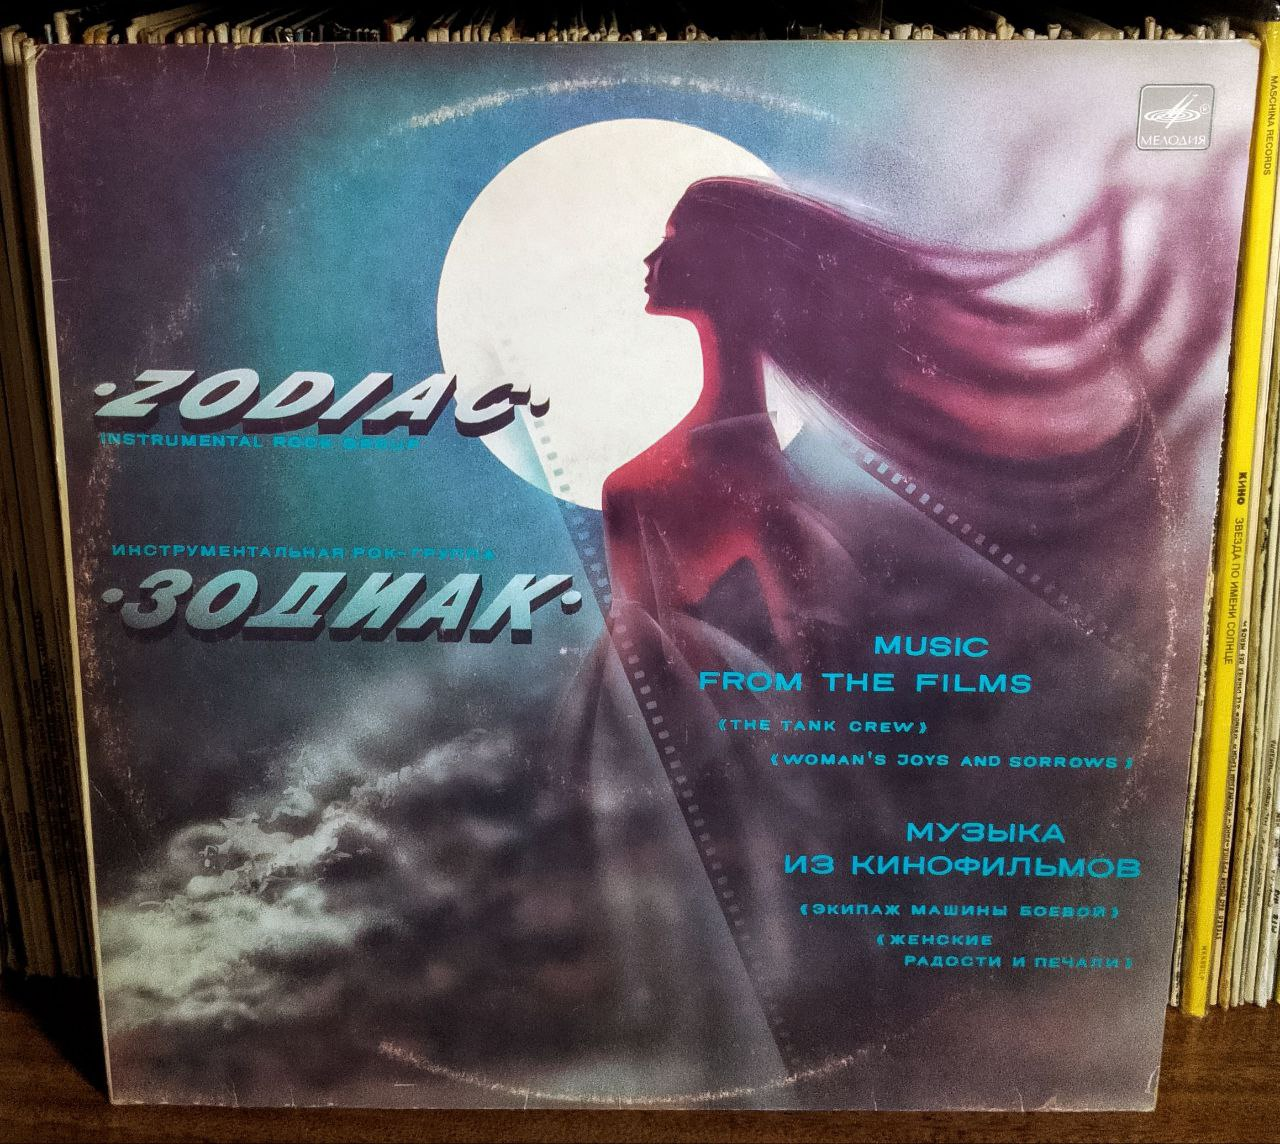 МЕЛОДИЯ
·ZODIAC·
INSTRUMENTAL ROCK GROUP
ИНСТРУМЕНТАЛЬНАЯ РОК-ГРУППА
·ЗОДИАК·
MUSIC
FROM THE FILMS
《THE TANK CREW》
《WOMAN'S JOYS AND SORROWS》
МУЗЫКА
ИЗ КИНОФИЛЬМОВ
《ЭКИПАЖ МАШИНЫ БОЕВОЙ》
《ЖЕНСКИЕ
РАДОСТИ И ПЕЧАЛИ》
MASCHINA RECORDS
КИНО ЗВЕЗДА ПО ИМЕНИ СОЛНЦЕ